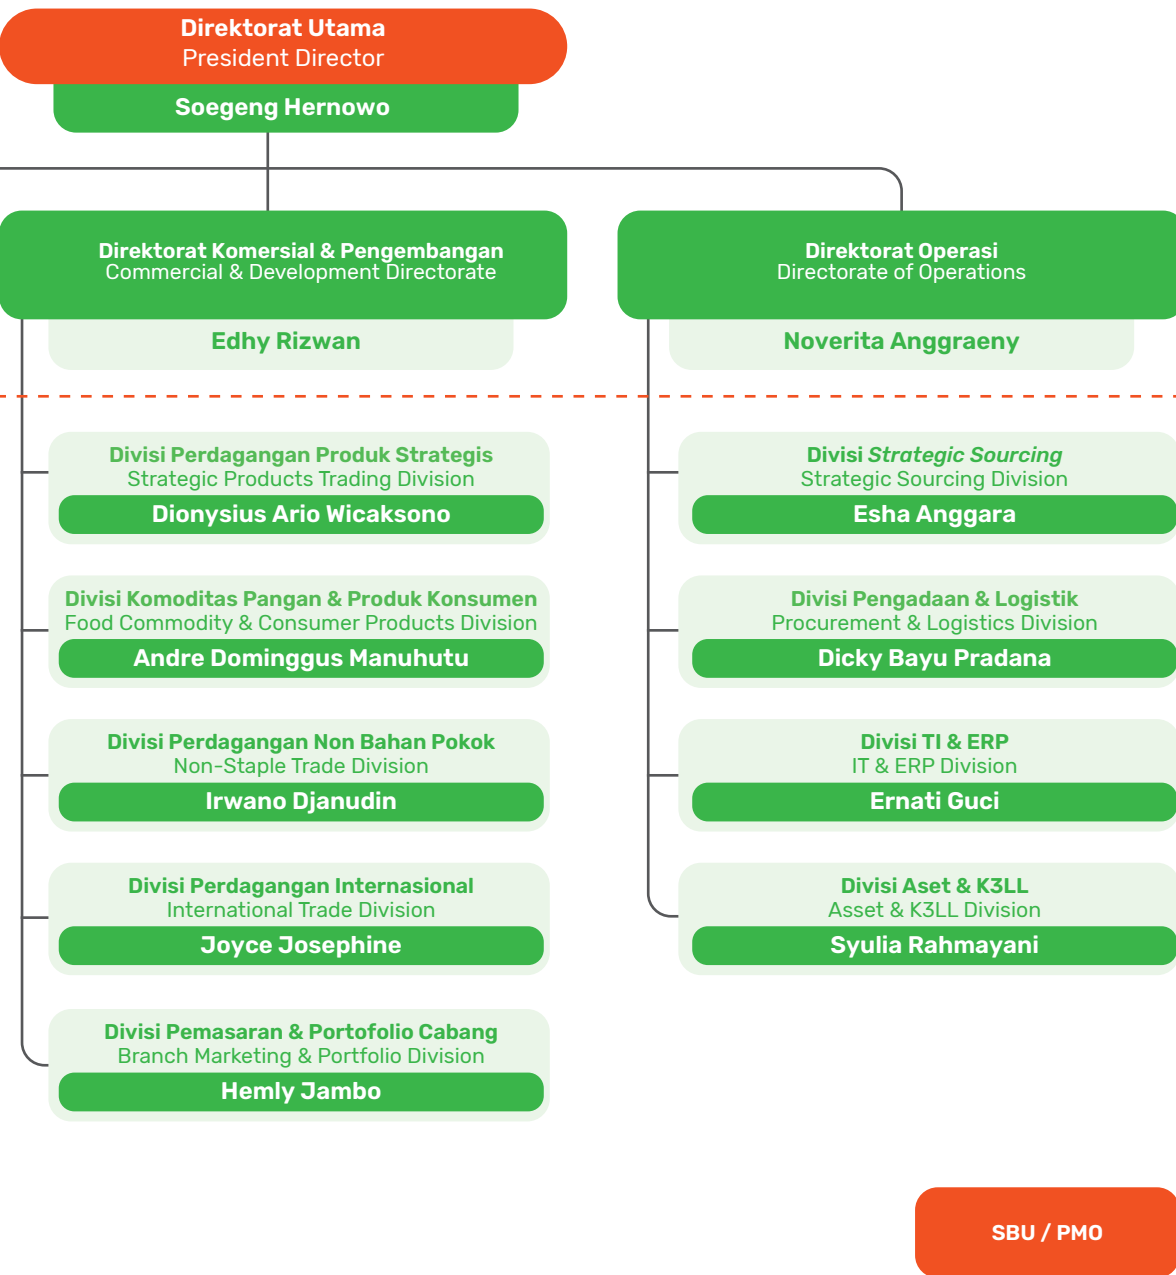 Direktorat Utama
President Director
Soegeng Hernowo
Direktorat Komersial & Pengembangan
Commercial & Development Directorate
Edhy Rizwan
Direktorat Operasi
Directorate of Operations
Noverita Anggraeny
Divisi Perdagangan Produk Strategis
Strategic Products Trading Division
Dionysius Ario Wicaksono
Divisi Komoditas Pangan & Produk Konsumen
Food Commodity & Consumer Products Division
Andre Dominggus Manuhutu
Divisi Perdagangan Non Bahan Pokok
Non-Staple Trade Division
Irwano Djanudin
Divisi Perdagangan Internasional
International Trade Division
Joyce Josephine
Divisi Pemasaran & Portofolio Cabang
Branch Marketing & Portfolio Division
Hemly Jambo
Divisi Strategic Sourcing
Strategic Sourcing Division
Esha Anggara
Divisi Pengadaan & Logistik
Procurement & Logistics Division
Dicky Bayu Pradana
Divisi TI & ERP
IT & ERP Division
Ernati Guci
Divisi Aset & K3LL
Asset & K3LL Division
Syulia Rahmayani
SBU / PMO